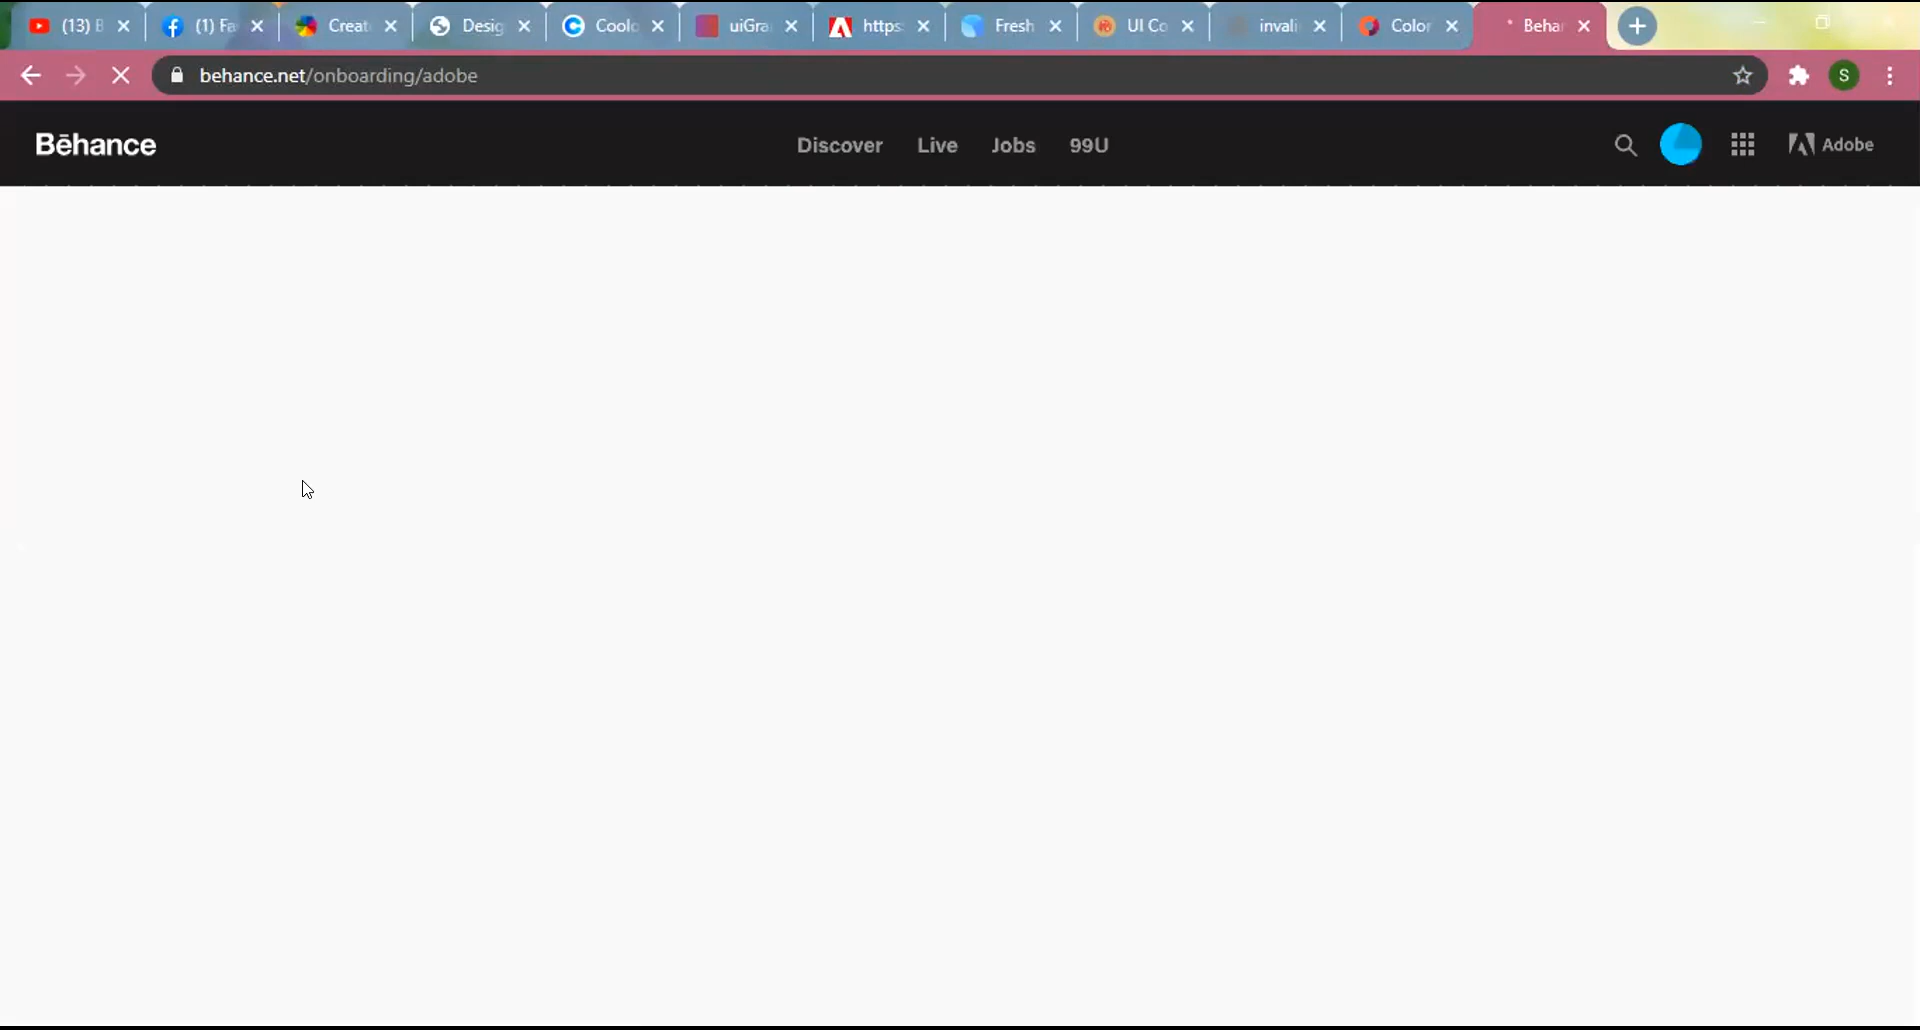 (13) B
(1) Fa
Creat
Desig
Coolo
uiGra
https:
Fresh
UI Co
invali
Color
Behan
behance.net/onboarding/adobe
S
Bēhance
Discover
Live
Jobs
99U
Adobe